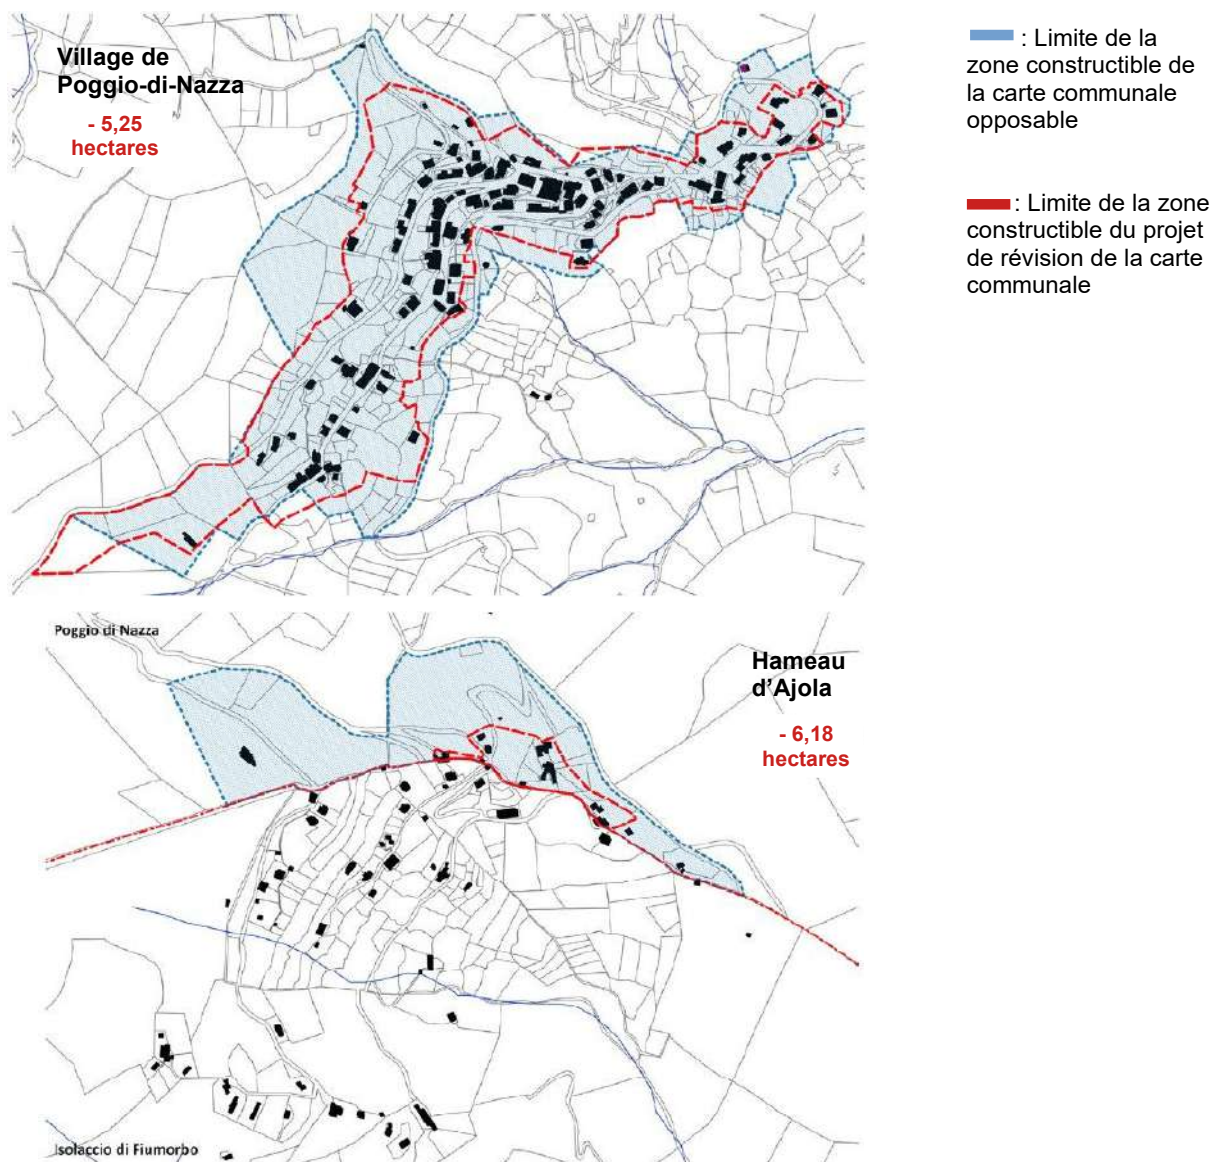 Village de
Poggio-di-Nazza
- 5,25
hectares
: Limite de la
zone constructible de
la carte communale
opposable
: Limite de la zone
constructible du projet
de révision de la carte
communale
Poggio di Nazza
Hameau
d’Ajola
- 6,18
hectares
Isolaccio di Fiumorbo